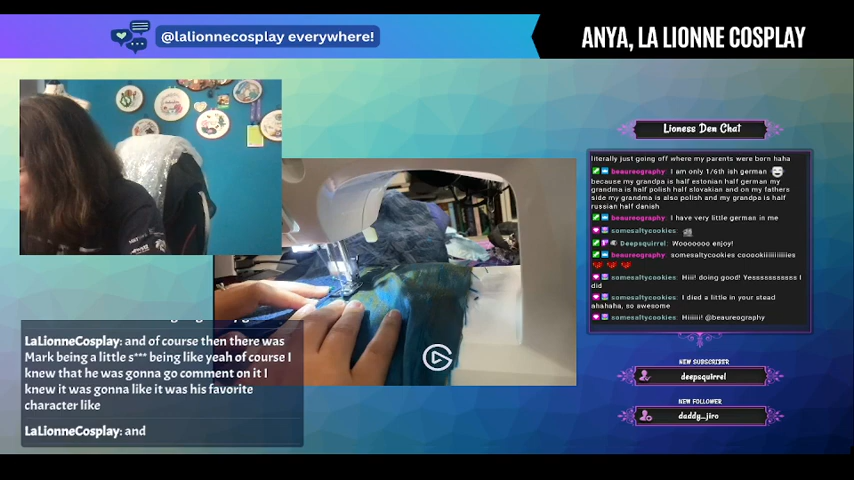 @lalionnecosplay everywhere!
ANYA, LA LIONNE COSPLAY
Lioness Den Chat
literally just going off where my parents were born haha
beaureography: I am only 1/6th ish german
because my grandpa is half estonian half german my
grandma is half polish half slovakian and on my fathers
side my grandma is also polish and my grandpa is half
russian half danish
beaureography: I have very little german in me
somesaltycookies:
Deepsquirrel: Wooooooo enjoy!
beaureography: somesaltycookies cooookiiiiiiiiiies
somesaltycookies: Hiii! doing good! Yessssssssss I
did
somesaltycookies: I died a little in your stead
ahahaha, so awesome
somesaltycookies: Hiiiiii! @beaureography
LaLionneCosplay: and of course then there was
Mark being a little s*** being like yeah of course I
knew that he was gonna go comment on it I
knew it was gonna like it was his favorite
character like
LaLionneCosplay: and
NEW SUBSCRIBER
deepsquirrel
NEW FOLLOWER
daddy_jiro